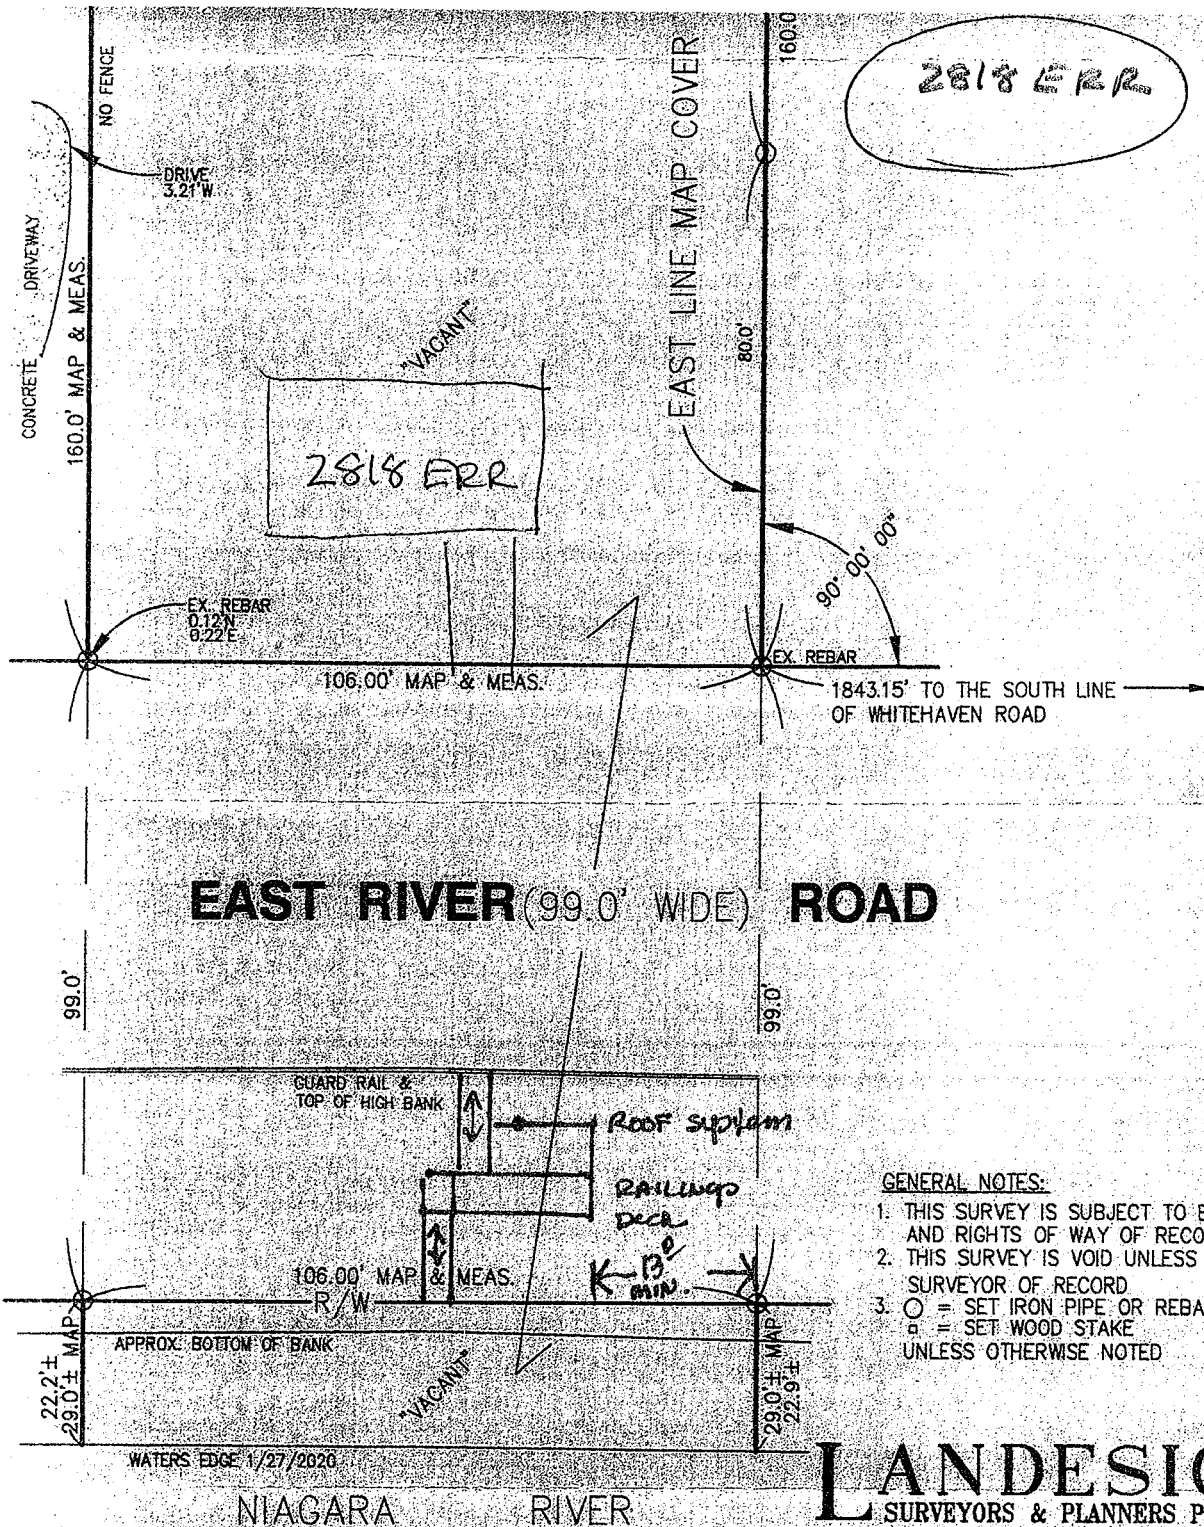 2818 ERR
NO FENCE
160.0
DRIVE
3.21'W
CONCRETE DRIVEWAY
160.0' MAP & MEAS.
EAST LINE MAP COVER
"VACANT"
80.0'
2818 ERR
90° 00' 00"
EX. REBAR
0.12'N
0.22'E
EX. REBAR
106.00' MAP & MEAS.
1843.15' TO THE SOUTH LINE
OF WHITEHAVEN ROAD
EAST RIVER (99.0' WIDE) ROAD
99.0'
99.0'
GUARD RAIL &
TOP OF HIGH BANK
ROOF System
RAILINGS
DECK
13'0"
MIN.
106.00' MAP & MEAS.
R/W
APPROX. BOTTOM OF BANK
22.2'±
29.0'± MAP
"VACANT"
29.0'± MAP
22.9'±
WATERS EDGE 1/27/2020
NIAGARA RIVER
GENERAL NOTES:
1. THIS SURVEY IS SUBJECT TO
AND RIGHTS OF WAY OF RECO
2. THIS SURVEY IS VOID UNLESS
SURVEYOR OF RECORD
3. ○ = SET IRON PIPE OR REBA
□ = SET WOOD STAKE
UNLESS OTHERWISE NOTED
LANDESIG
SURVEYORS & PLANNERS P